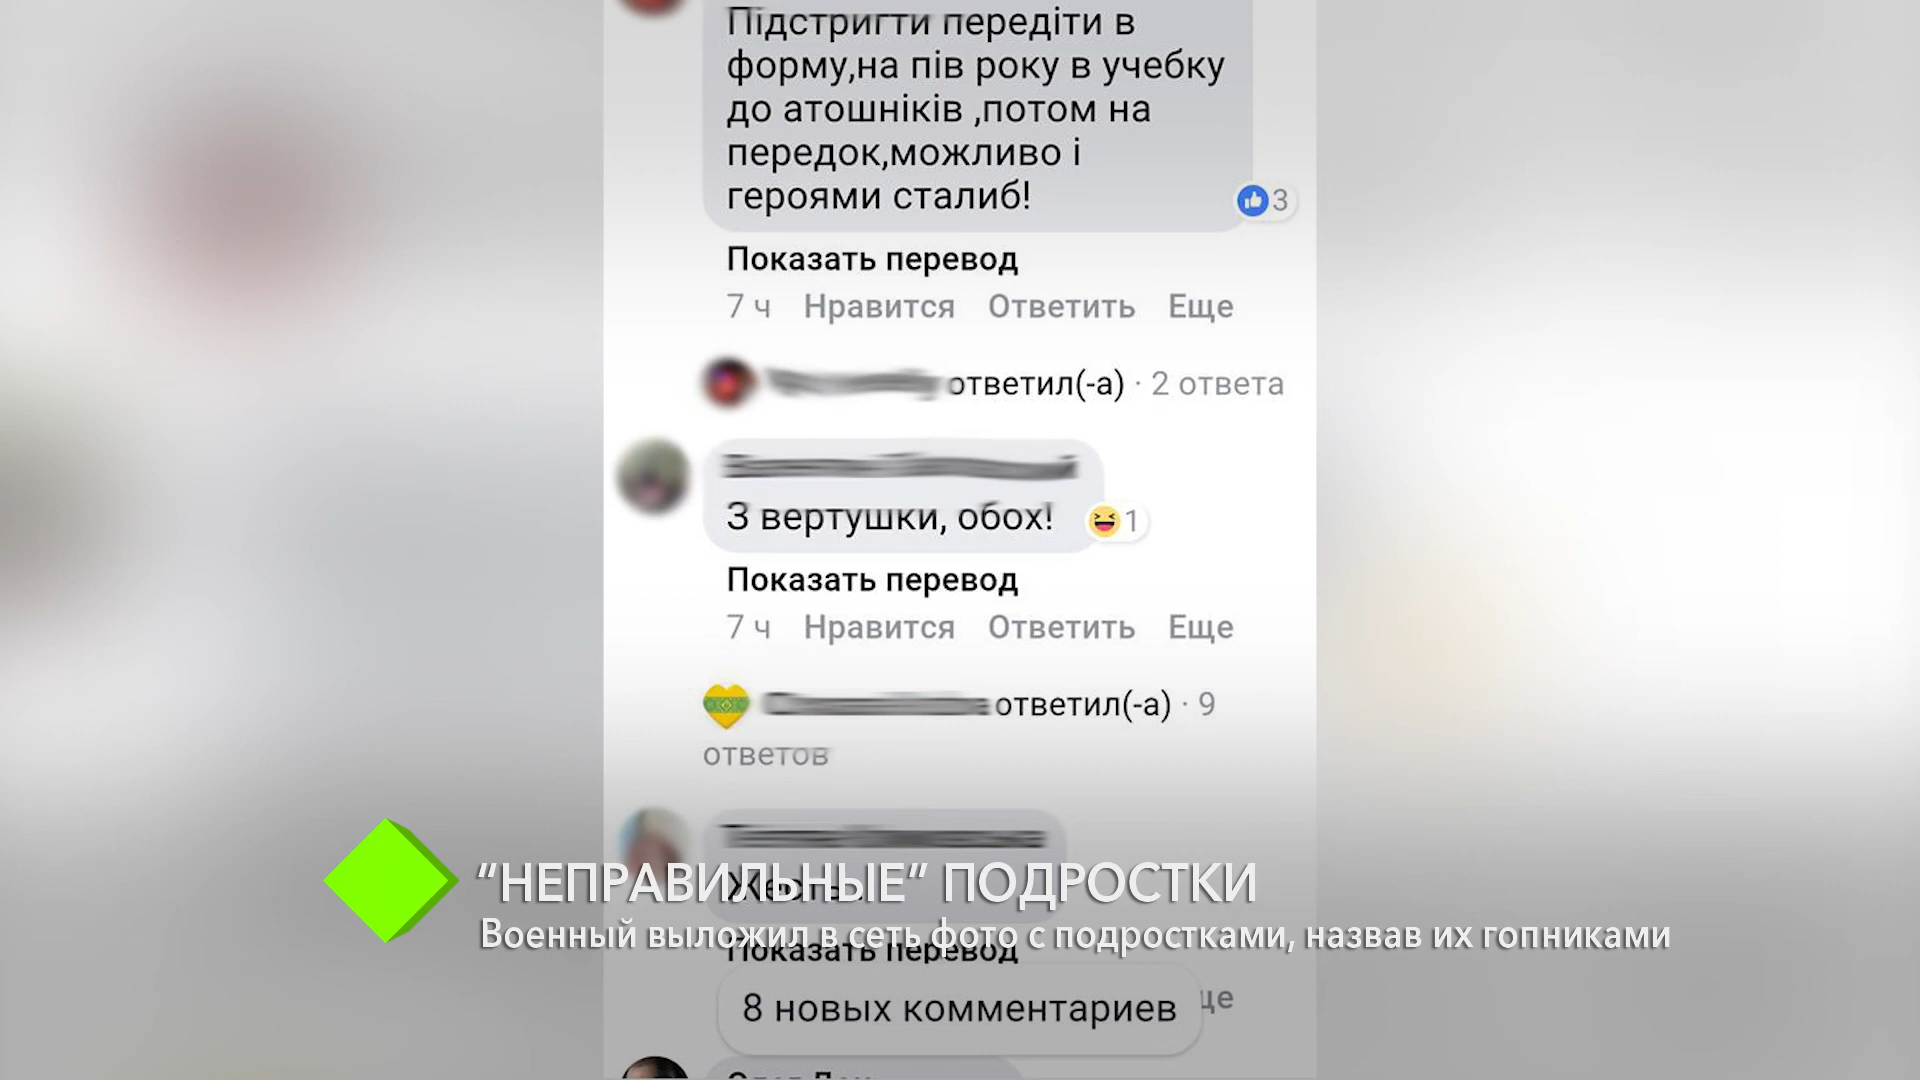 Підстригти передіти в
форму,на пів року в учебку
до атошніків ,потом на
передок,можливо і
героями сталиб!
3
Показать перевод
7 ч Нравится Ответить Еще
ответил(-а) · 2 ответа
З вертушки, обох!
1
Показать перевод
7 ч Нравится Ответить Еще
ответил(-а) · 9
ответов
“НЕПРАВИЛЬНЫЕ” ПОДРОСТКИ
Военный выложил в сеть фото с подростками, назвав их гопниками
Показать перевод
8 новых комментариев